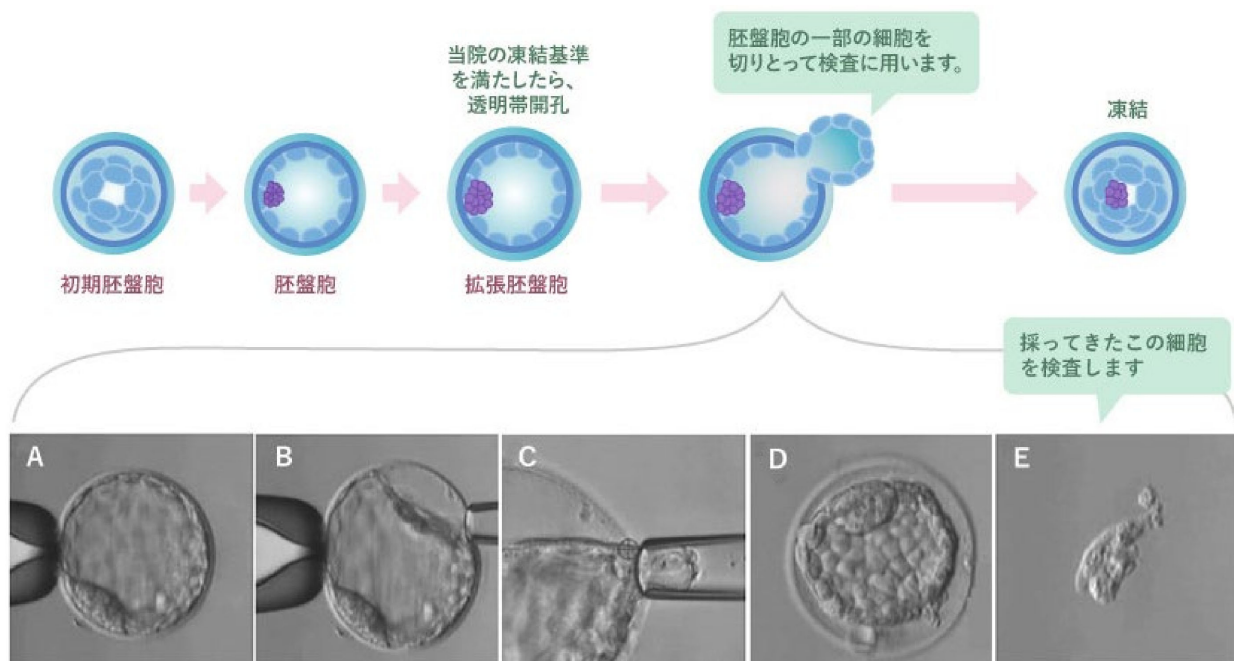 当院の凍結基準
を満たしたら、
透明帯開孔
胚盤胞の一部の細胞を
切りとって検査に用います。
凍結
初期胚盤胞
胚盤胞
拡張胚盤胞
採ってきたこの細胞
を検査します
A
B
C
D
E